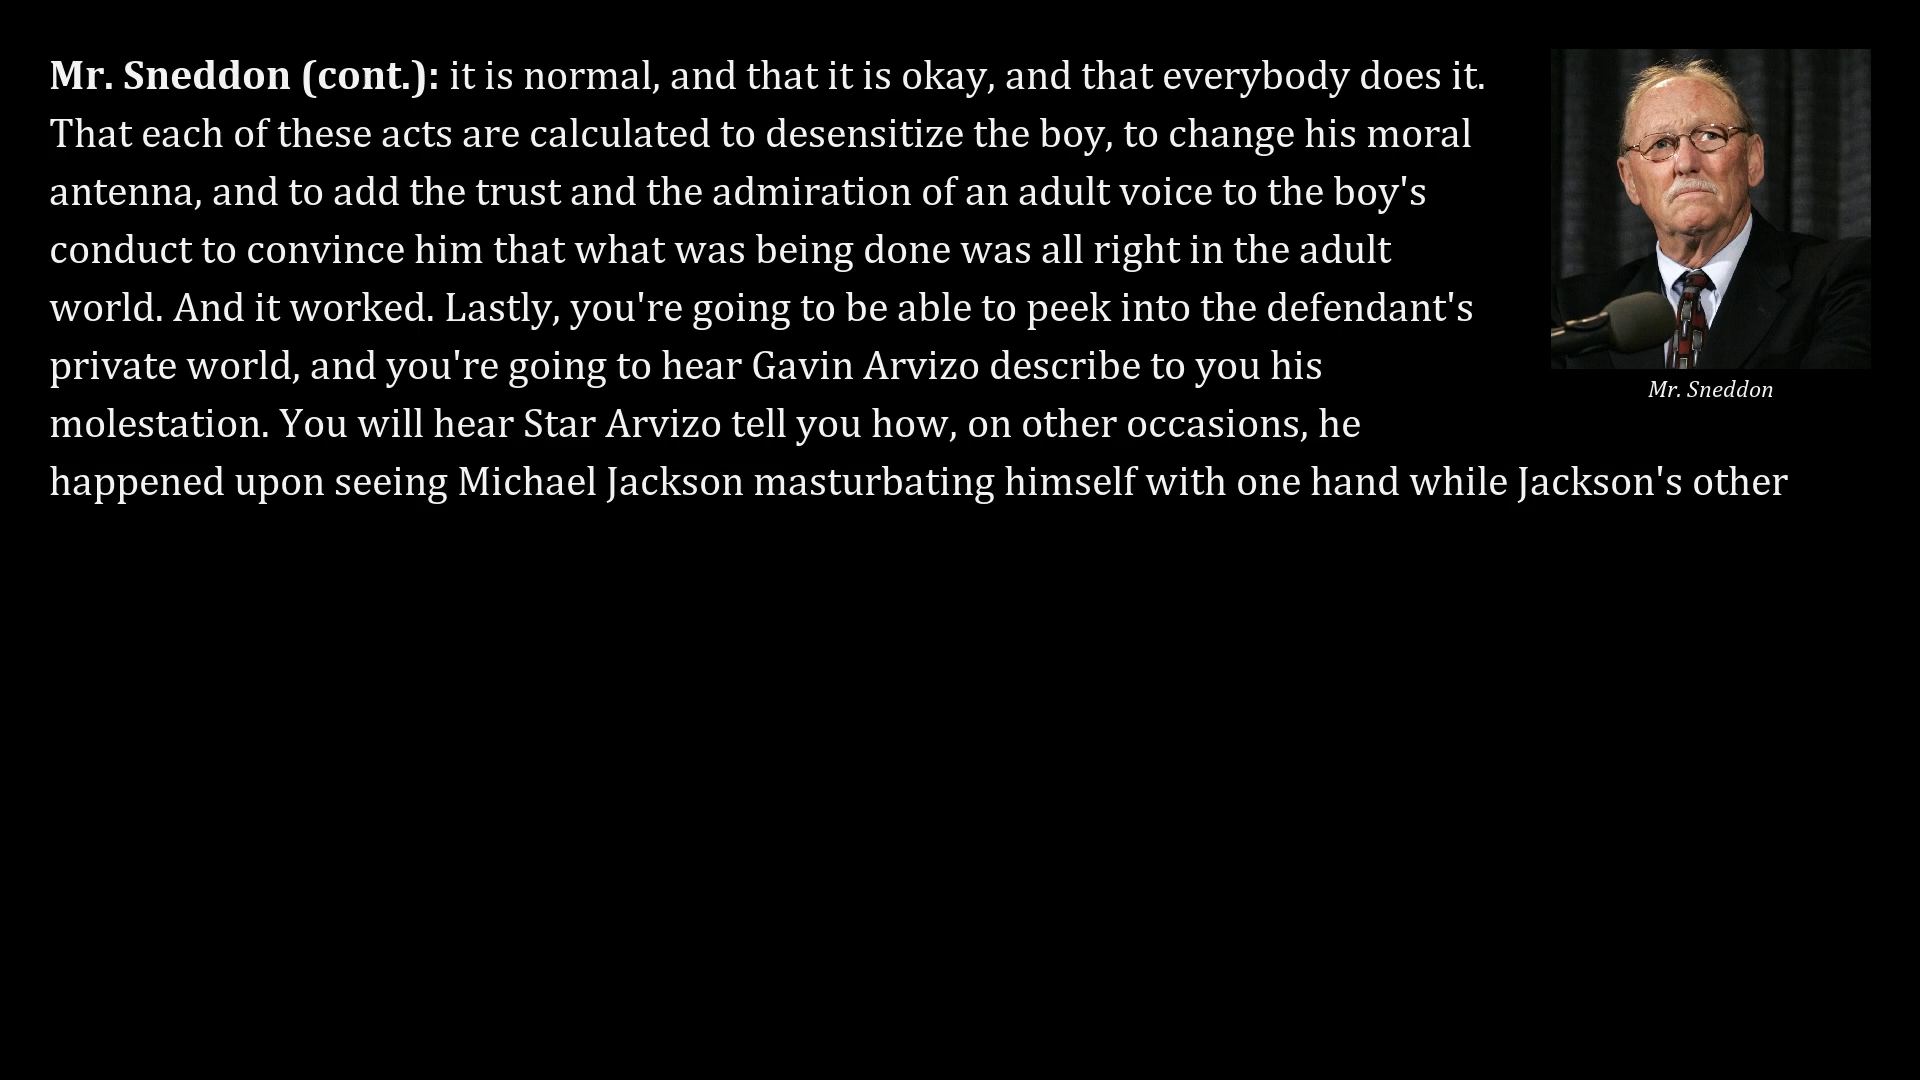 Mr. Sneddon (cont.): it is normal, and that it is okay, and that everybody does it.
That each of these acts are calculated to desensitize the boy, to change his moral
antenna, and to add the trust and the admiration of an adult voice to the boy's
conduct to convince him that what was being done was all right in the adult
world. And it worked. Lastly, you're going to be able to peek into the defendant's
private world, and you're going to hear Gavin Arvizo describe to you his
molestation. You will hear Star Arvizo tell you how, on other occasions, he
happened upon seeing Michael Jackson masturbating himself with one hand while Jackson's other
Mr. Sneddon